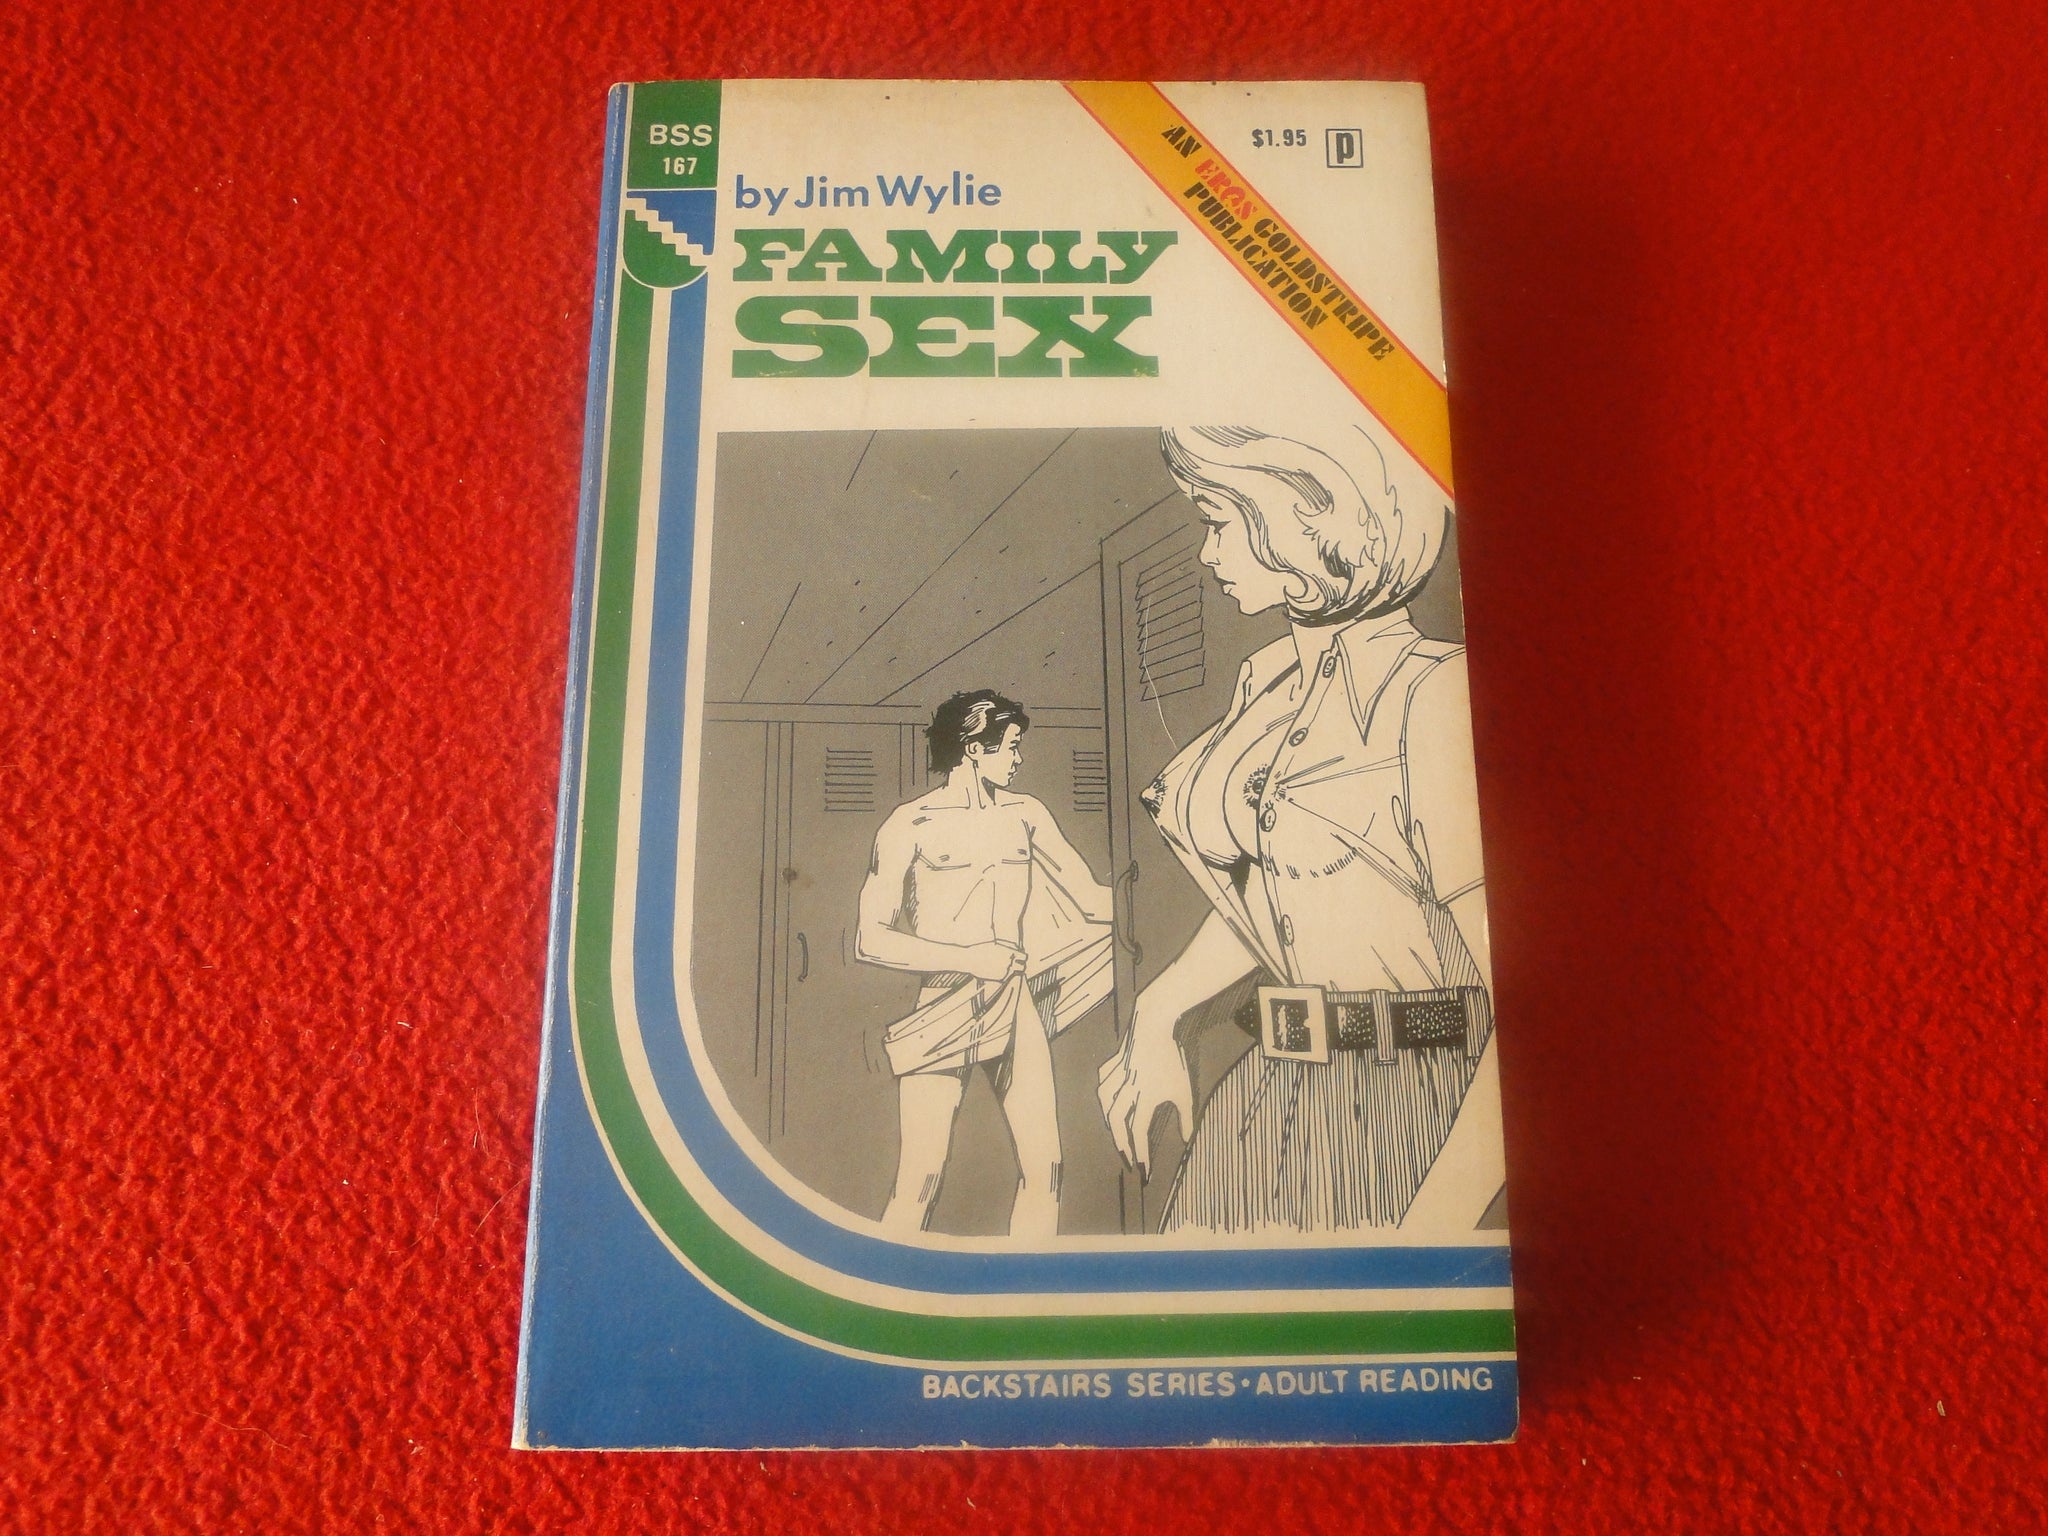 BSS
167
by Jim Wylie
FAMILY
SEX
AN EROS GOLDSTRIPE
PUBLICATION
$1.95
p
BACKSTAIRS SERIES • ADULT READING